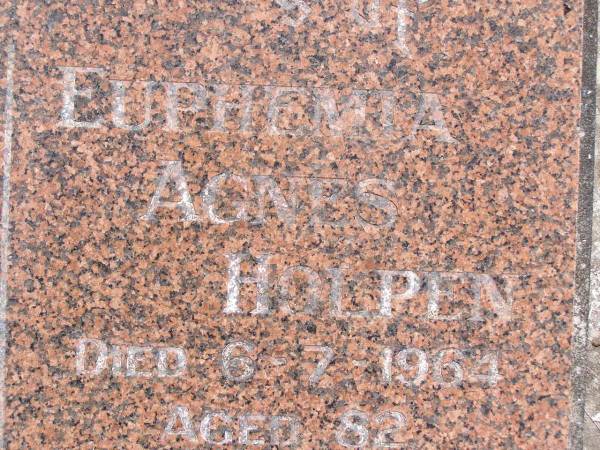 EUPHEMIA
AGNES
HOLPEN
DIED 6-7-1964
AGED 82